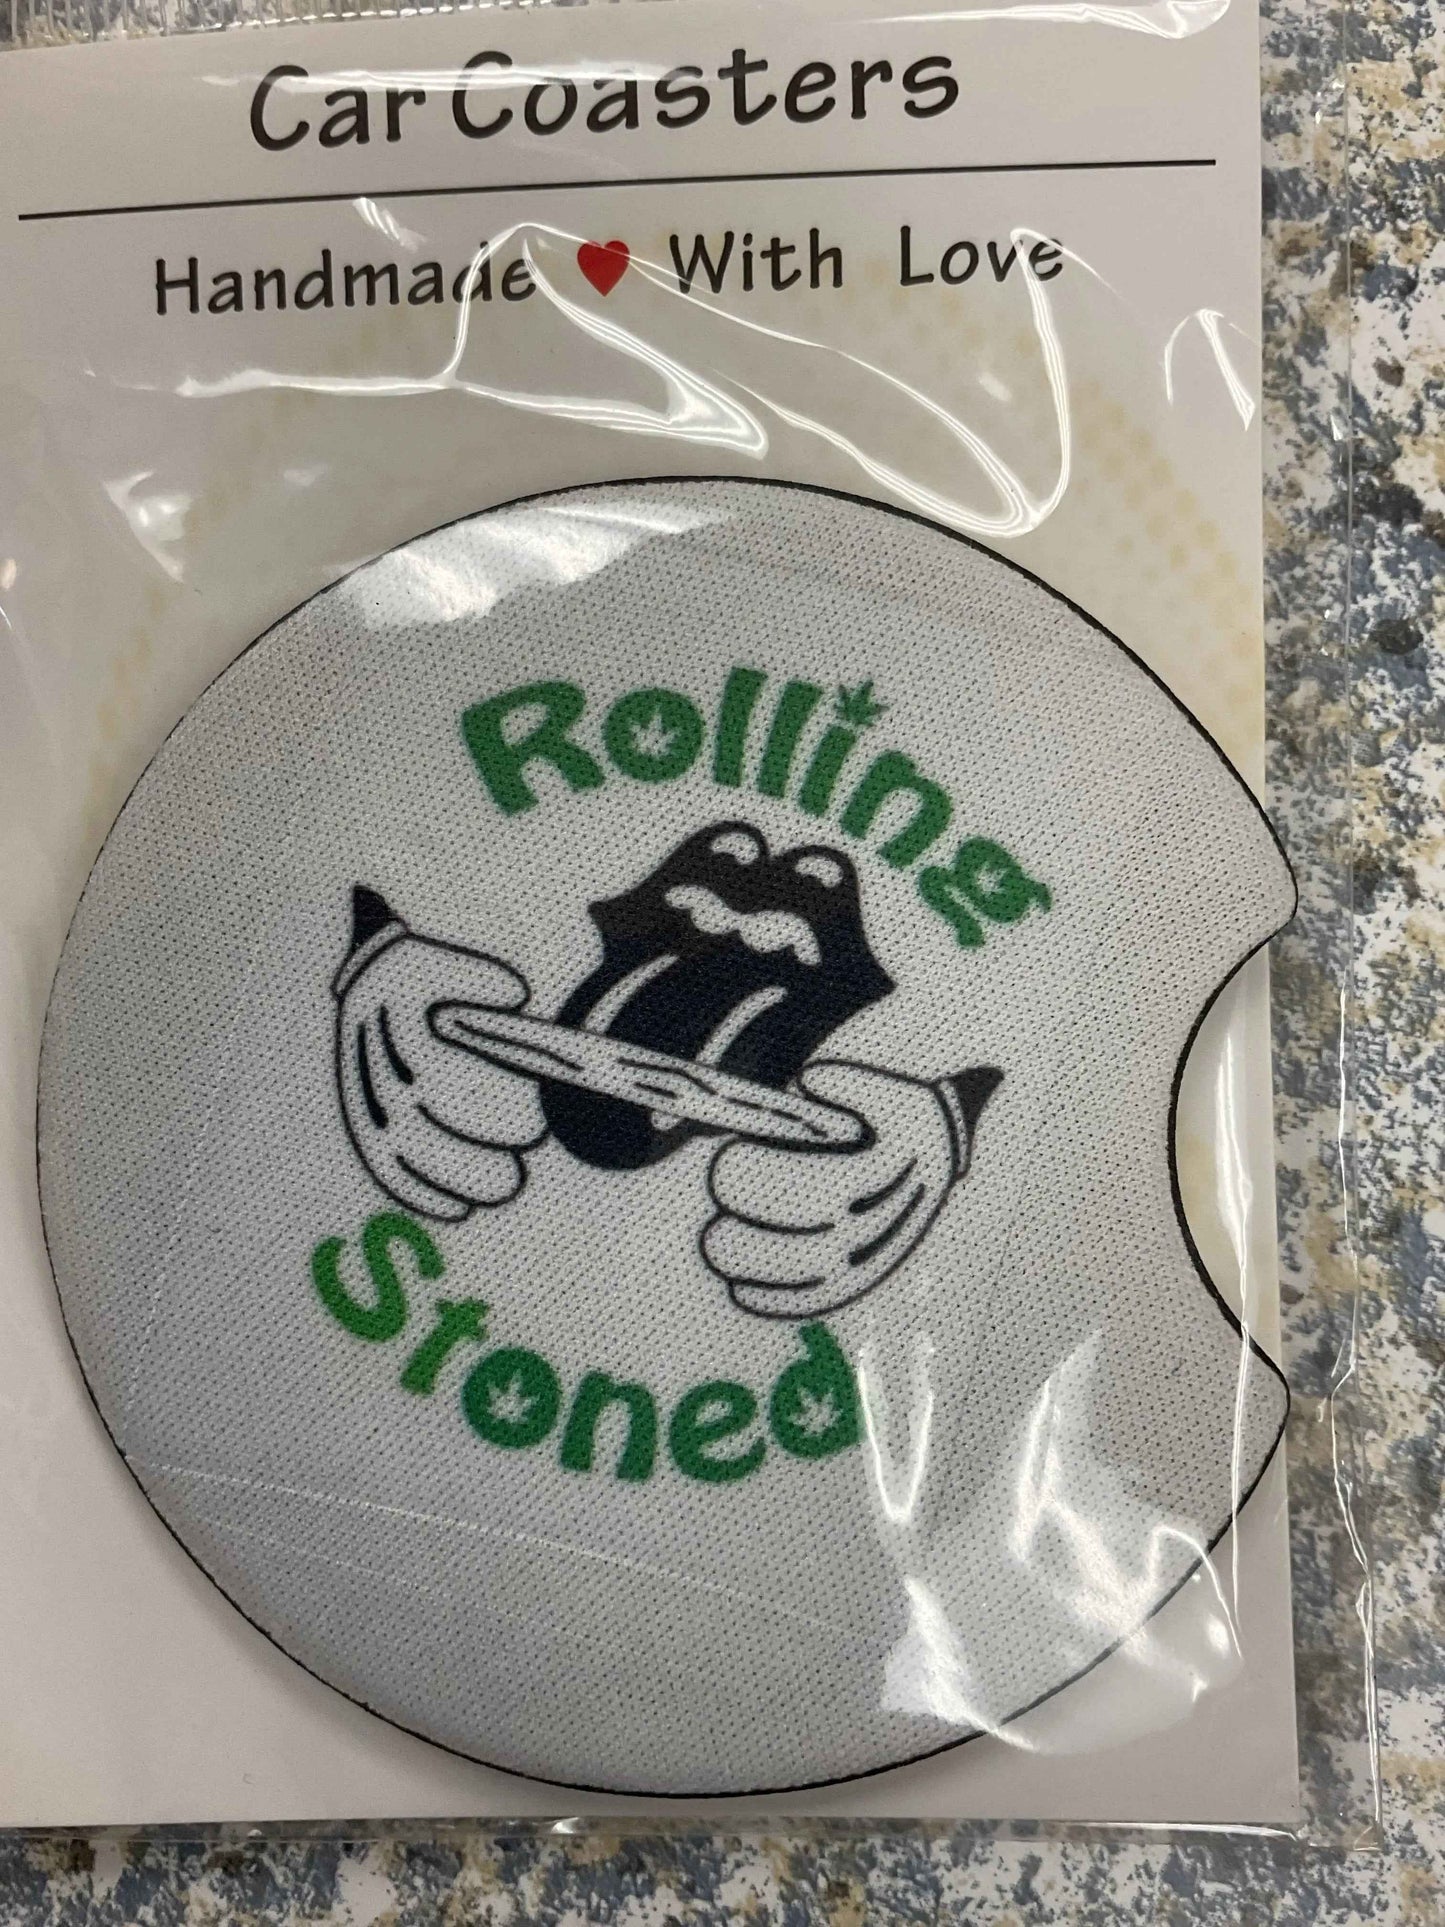 Car Coasters
Handmade ♥ With Love
Rolling
Stoned